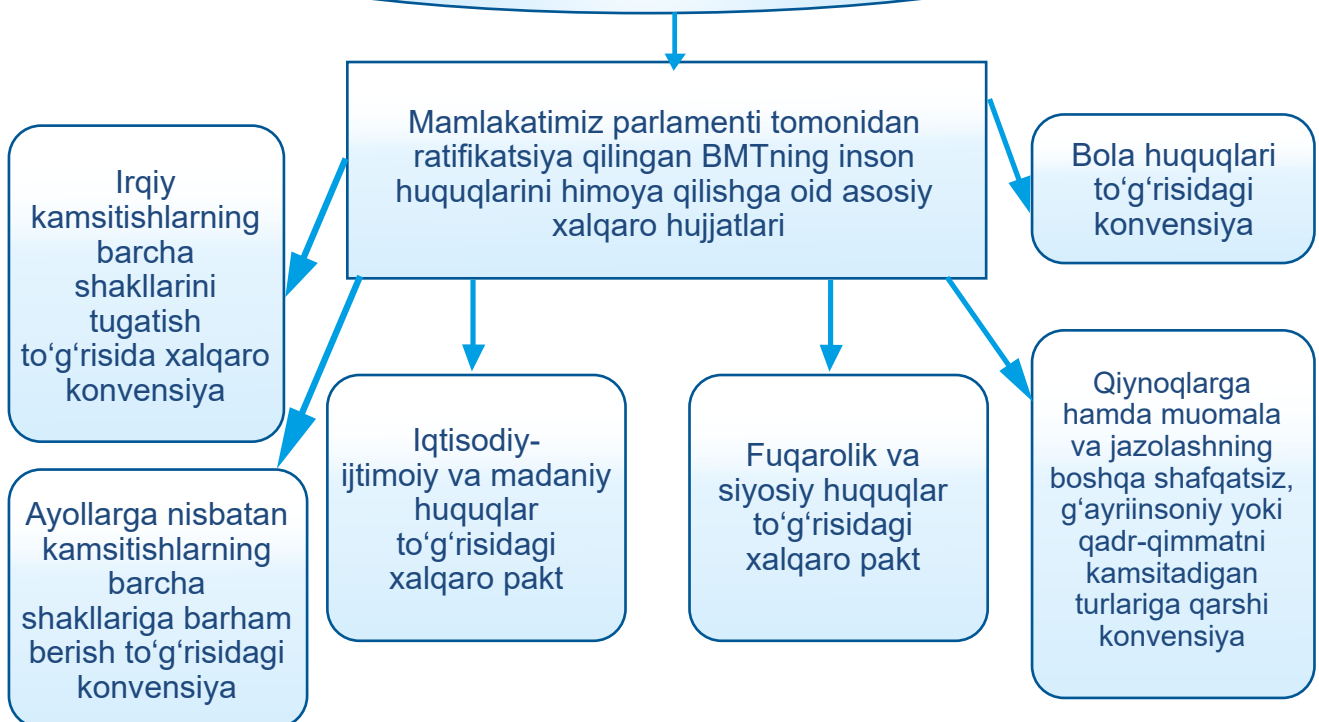 Mamlakatimiz parlamenti tomonidan
ratifikatsiya qilingan BMTning inson
huquqlarini himoya qilishga oid asosiy
xalqaro hujjatlari
Irqiy
kamsitishlarning
barcha
shakllarini
tugatish
to‘g‘risida xalqaro
konvensiya
Ayollarga nisbatan
kamsitishlarning
barcha
shakllariga barham
berish to‘g‘risidagi
konvensiya
Iqtisodiy-
ijtimoiy va madaniy
huquqlar
to‘g‘risidagi
xalqaro pakt
Fuqarolik va
siyosiy huquqlar
to‘g‘risidagi
xalqaro pakt
Bola huquqlari
to‘g‘risidagi
konvensiya
Qiynoqlarga
hamda muomala
va jazolashning
boshqa shafqatsiz,
g‘ayriinsoniy yoki
qadr-qimmatni
kamsitadigan
turlariga qarshi
konvensiya